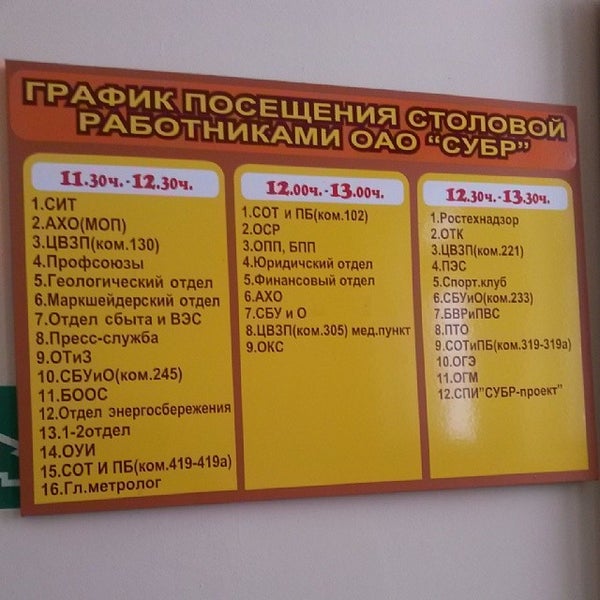 ГРАФИК ПОСЕЩЕНИЯ СТОЛОВОЙ
РАБОТНИКАМИ ОАО “СУБР”
11.30ч.-12.30ч.
1.СИТ
2.АХО(МОП)
3.ЦВЗП(ком.130)
4.Профсоюзы
5.Геологический отдел
6.Маркшейдерский отдел
7.Отдел сбыта и ВЭС
8.Пресс-служба
9.ОТиЗ
10.СБУиО(ком.245)
11.БООС
12.Отдел энергосбережения
13.1-2отдел
14.ОУИ
15.СОТ И ПБ(ком.419-419а)
16.Гл.метролог
12.00ч.-13.00ч.
1.СОТ и ПБ(ком.102)
2.ОСР
3.ОПП, БПП
4.Юридичский отдел
5.Финансовый отдел
6.АХО
7.СБУ и О
8.ЦВЗП(ком.305) мед.пункт
9.ОКС
12.30ч.-13.30ч.
1.Ростехнадзор
2.ОТК
3.ЦВЗП(ком.221)
4.ПЭС
5.Спорт.клуб
6.СБУиО(ком.233)
7.БВРиПВС
8.ПТО
9.СОТиПБ(ком.319-319а)
10.ОГЭ
11.ОГМ
12.СПИ"СУБР-проект"